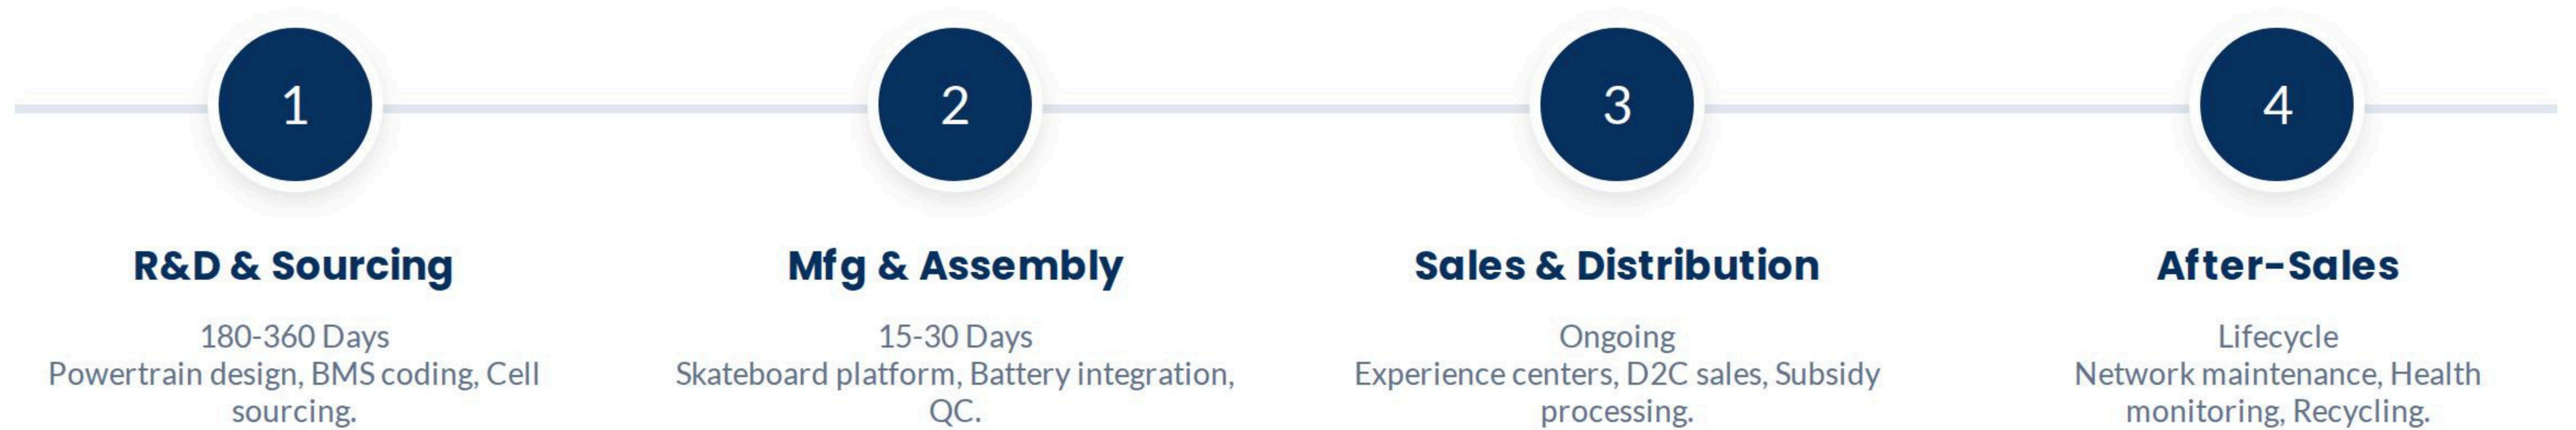 1
R&D & Sourcing
180-360 Days
Powertrain design, BMS coding, Cell
sourcing.
2
Mfg & Assembly
15-30 Days
Skateboard platform, Battery integration,
QC.
3
Sales & Distribution
Ongoing
Experience centers, D2C sales, Subsidy
processing.
4
After-Sales
Lifecycle
Network maintenance, Health
monitoring, Recycling.